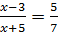 x−3/x+5 = 5/7